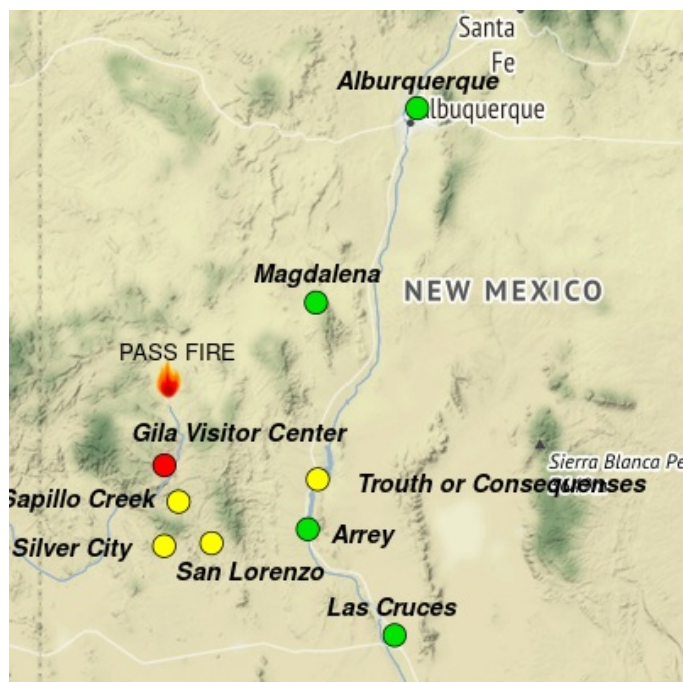 Santa
Fe
Alburquerque
Albuquerque
Magdalena
NEW MEXICO
PASS FIRE
Gila Visitor Center
Sierra Blanca Pe
Trouth or Consequenses
Sapillo Creek
Arrey
Silver City
San Lorenzo
Las Cruces